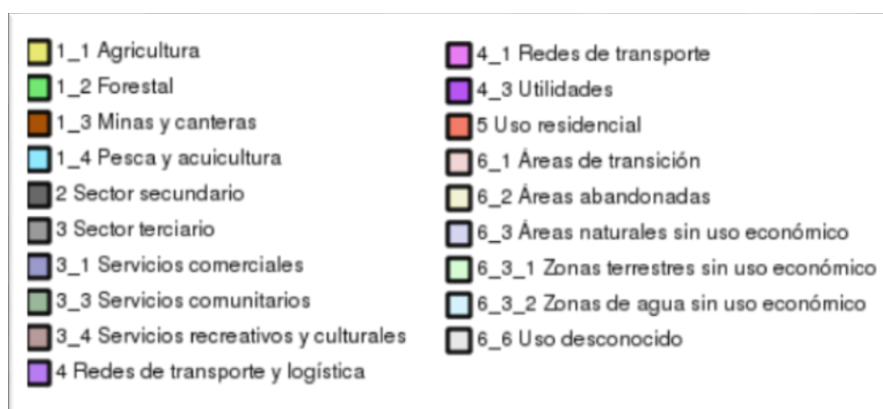 1_1 Agricultura
1_2 Forestal
1_3 Minas y canteras
1_4 Pesca y acuicultura
2 Sector secundario
3 Sector terciario
3_1 Servicios comerciales
3_3 Servicios comunitarios
3_4 Servicios recreativos y culturales
4 Redes de transporte y logística
4_1 Redes de transporte
4_3 Utilidades
5 Uso residencial
6_1 Áreas de transición
6_2 Áreas abandonadas
6_3 Áreas naturales sin uso económico
6_3_1 Zonas terrestres sin uso económico
6_3_2 Zonas de agua sin uso económico
6_6 Uso desconocido